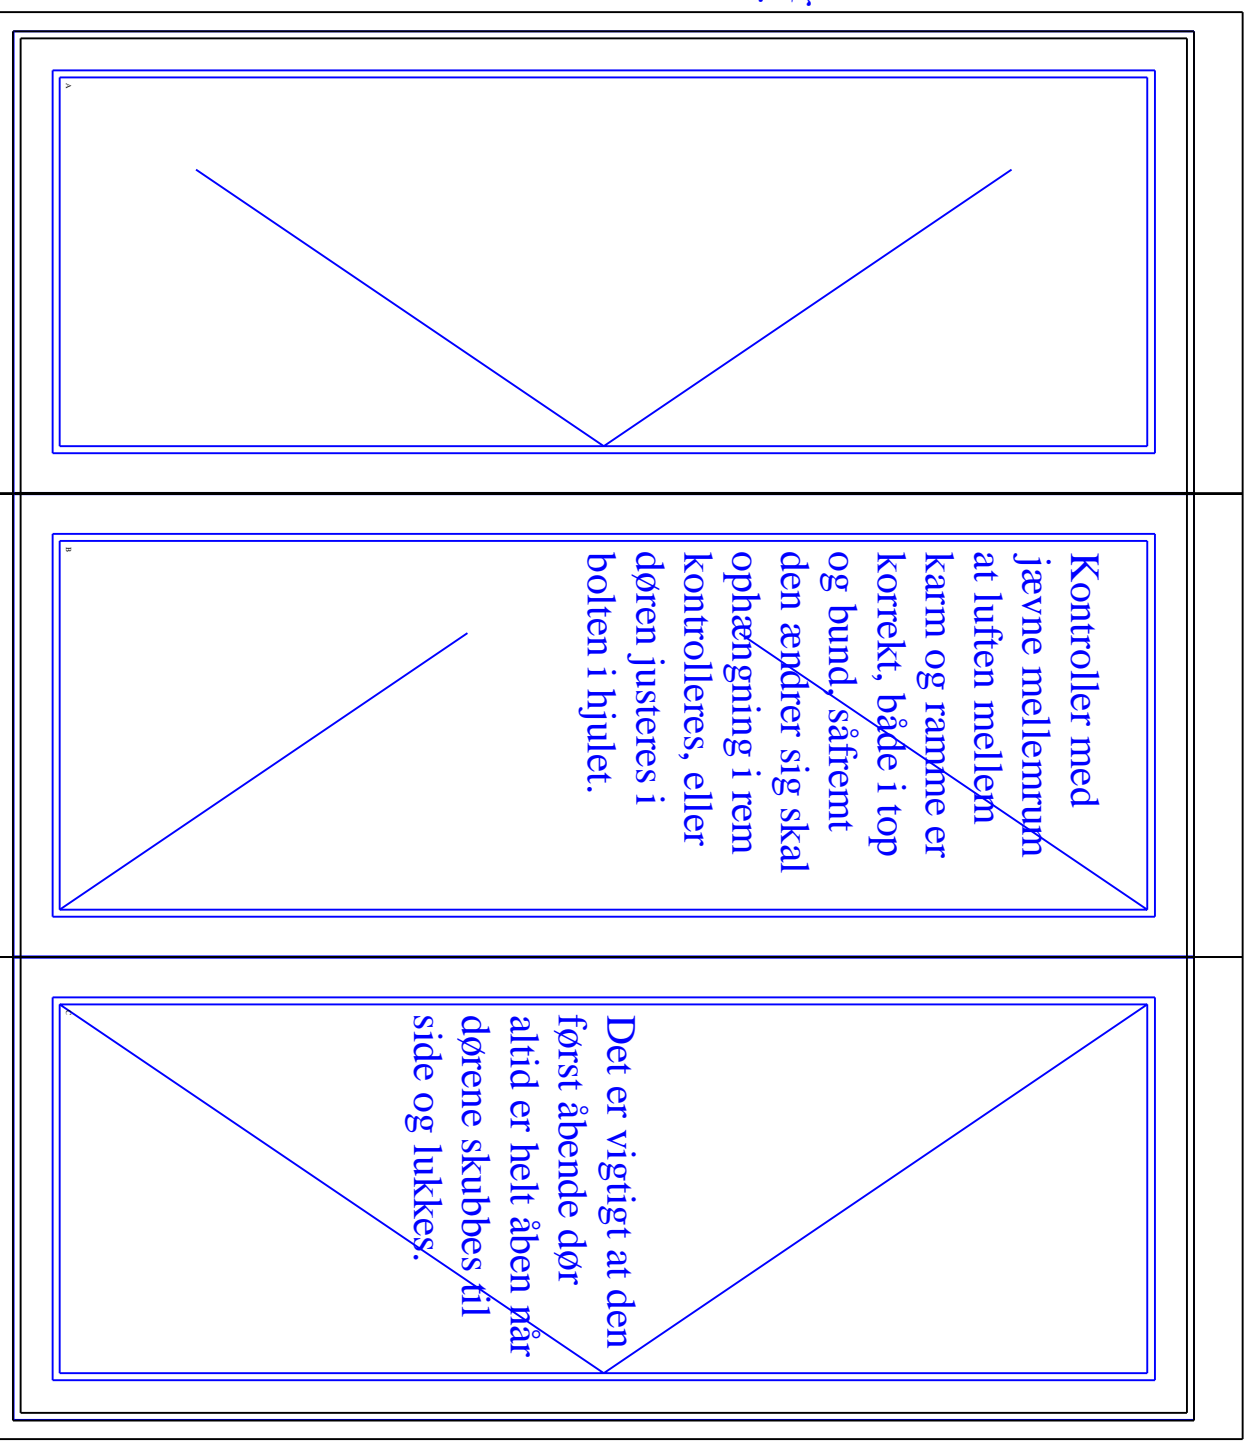 A
B
Kontroller med
jævne mellemrum
at luften mellem
karm og ramme er
korrekt, både i top
og bund, såfremt
den ændrer sig skal
ophængning i rem
kontrolleres, eller
døren justeres i
bolten i hjulet.
Det er vigtigt at den
først åbende dør
altid er helt åben når
dørene skubbes til
side og lukkes.